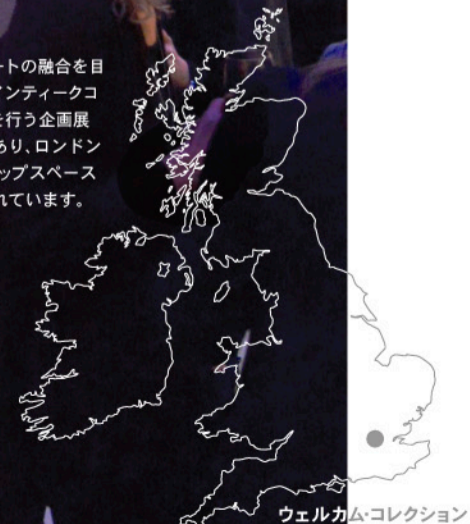 ートの融合を目
ィンティークコ
を行う企画展
あり、ロンドン
ップスペース
れています。
ウェルカム・コレクション